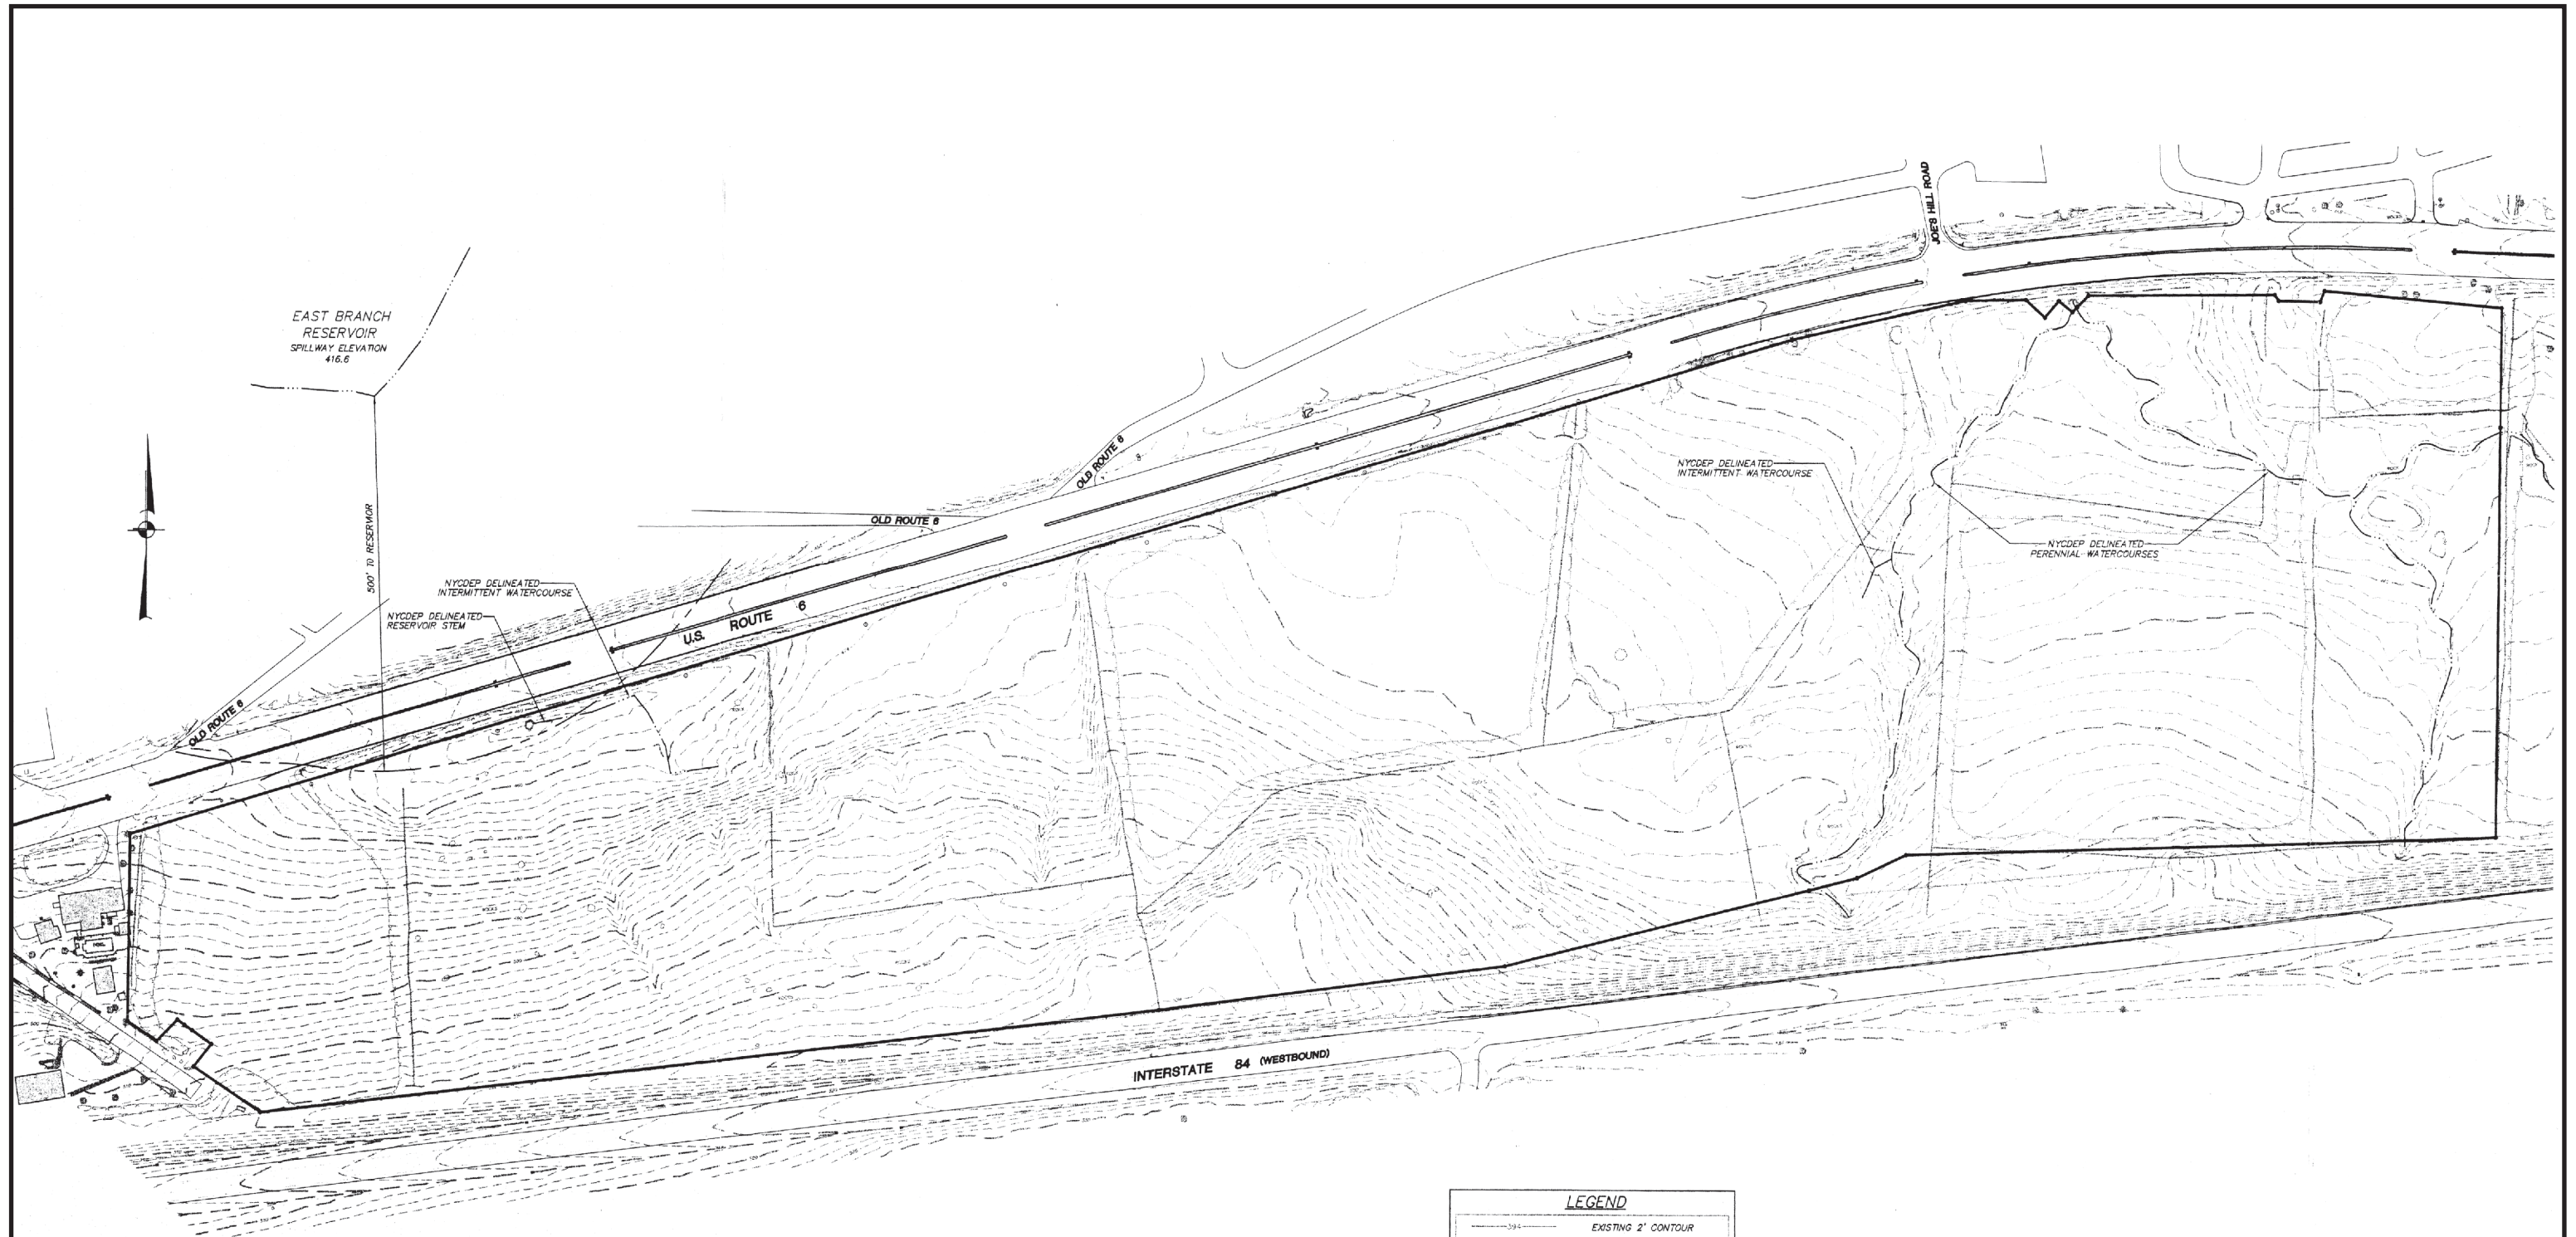 JOE'S HILL ROAD
EAST BRANCH
RESERVOIR
SPILLWAY ELEVATION
416.6
500' TO RESERVOIR
OLD ROUTE 6
OLD ROUTE 6
NYCDEP DELINEATED
INTERMITTENT WATERCOURSE
NYCDEP DELINEATED
PERENNIAL WATERCOURSES
NYCDEP DELINEATED
INTERMITTENT WATERCOURSE
NYCDEP DELINEATED
RESERVOIR STEM
U.S. ROUTE 6
OLD ROUTE 6
INTERSTATE 84 (WESTBOUND)
LEGEND
394 EXISTING 2' CONTOUR